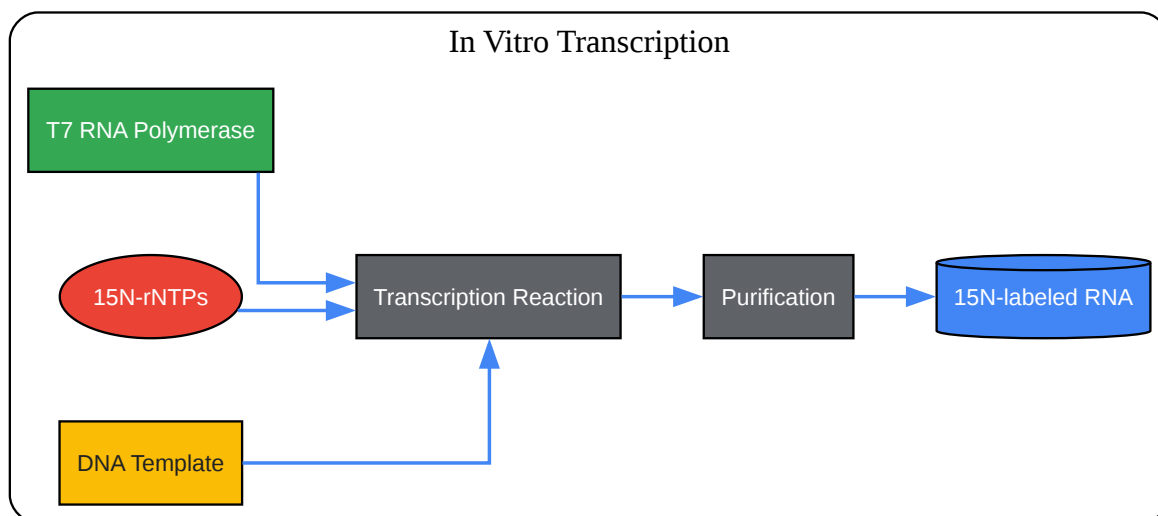 In Vitro Transcription
T7 RNA Polymerase
15N-rNTPs
Transcription Reaction
Purification
15N-labeled RNA
DNA Template